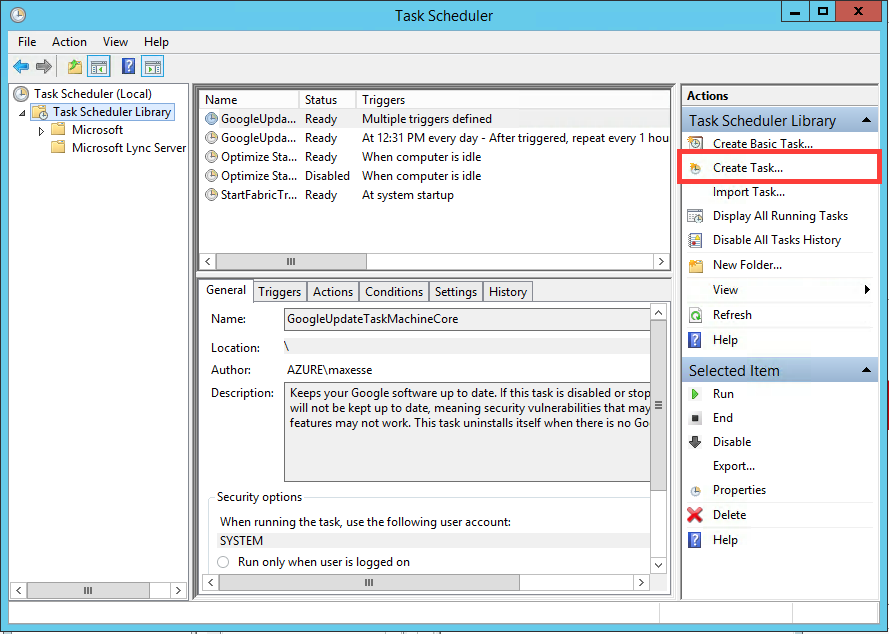 Task Scheduler
File Action View Help
Task Scheduler (Local)
Task Scheduler Library
Microsoft
Microsoft Lync Server
Name Status Triggers
GoogleUpda... Ready Multiple triggers defined
GoogleUpda... Ready At 12:31 PM every day - After triggered, repeat every 1 hou
Optimize Sta... Ready When computer is idle
Optimize Sta... Disabled When computer is idle
StartFabricTr... Ready At system startup
General Triggers Actions Conditions Settings History
Name: GoogleUpdateTaskMachineCore
Location: \
Author: AZURE\maxesse
Description: Keeps your Google software up to date. If this task is disabled or stop
will not be kept up to date, meaning security vulnerabilities that may
features may not work. This task uninstalls itself when there is no Go
Security options
When running the task, use the following user account:
SYSTEM
Run only when user is logged on
Actions
Task Scheduler Library
Create Basic Task...
Create Task...
Import Task...
Display All Running Tasks
Disable All Tasks History
New Folder...
View
Refresh
Help
Selected Item
Run
End
Disable
Export...
Properties
Delete
Help